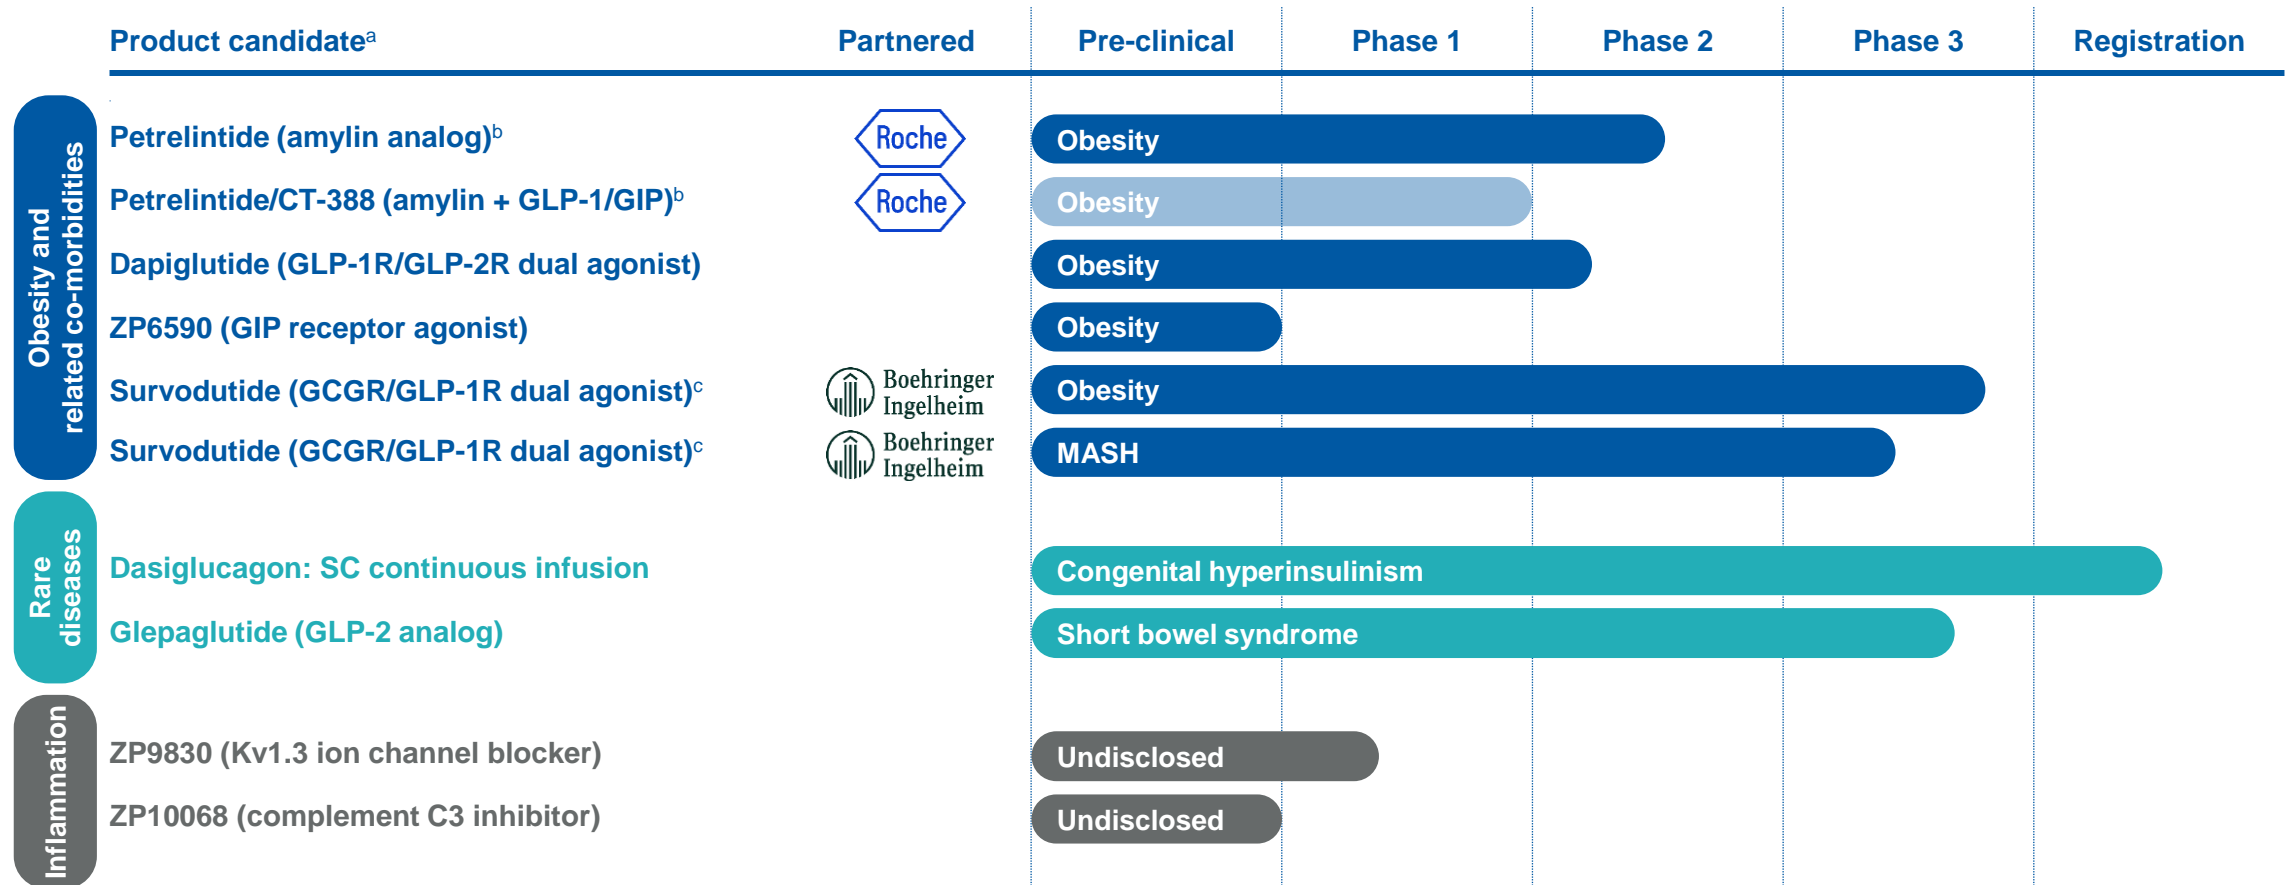 Product candidateᵃ Partnered Pre-clinical Phase 1 Phase 2 Phase 3 Registration
Obesity and
related co-morbidities
Petrelintide (amylin analog)ᵇ Roche Obesity
Petrelintide/CT-388 (amylin + GLP-1/GIP)ᵇ Roche Obesity
Dapiglutide (GLP-1R/GLP-2R dual agonist) Obesity
ZP6590 (GIP receptor agonist) Obesity
Survodutide (GCGR/GLP-1R dual agonist)ᶜ Boehringer Ingelheim Obesity
Survodutide (GCGR/GLP-1R dual agonist)ᶜ Boehringer Ingelheim MASH
Rare
diseases
Dasiglucagon: SC continuous infusion Congenital hyperinsulinism
Glepaglutide (GLP-2 analog) Short bowel syndrome
Inflammation
ZP9830 (Kv1.3 ion channel blocker) Undisclosed
ZP10068 (complement C3 inhibitor) Undisclosed